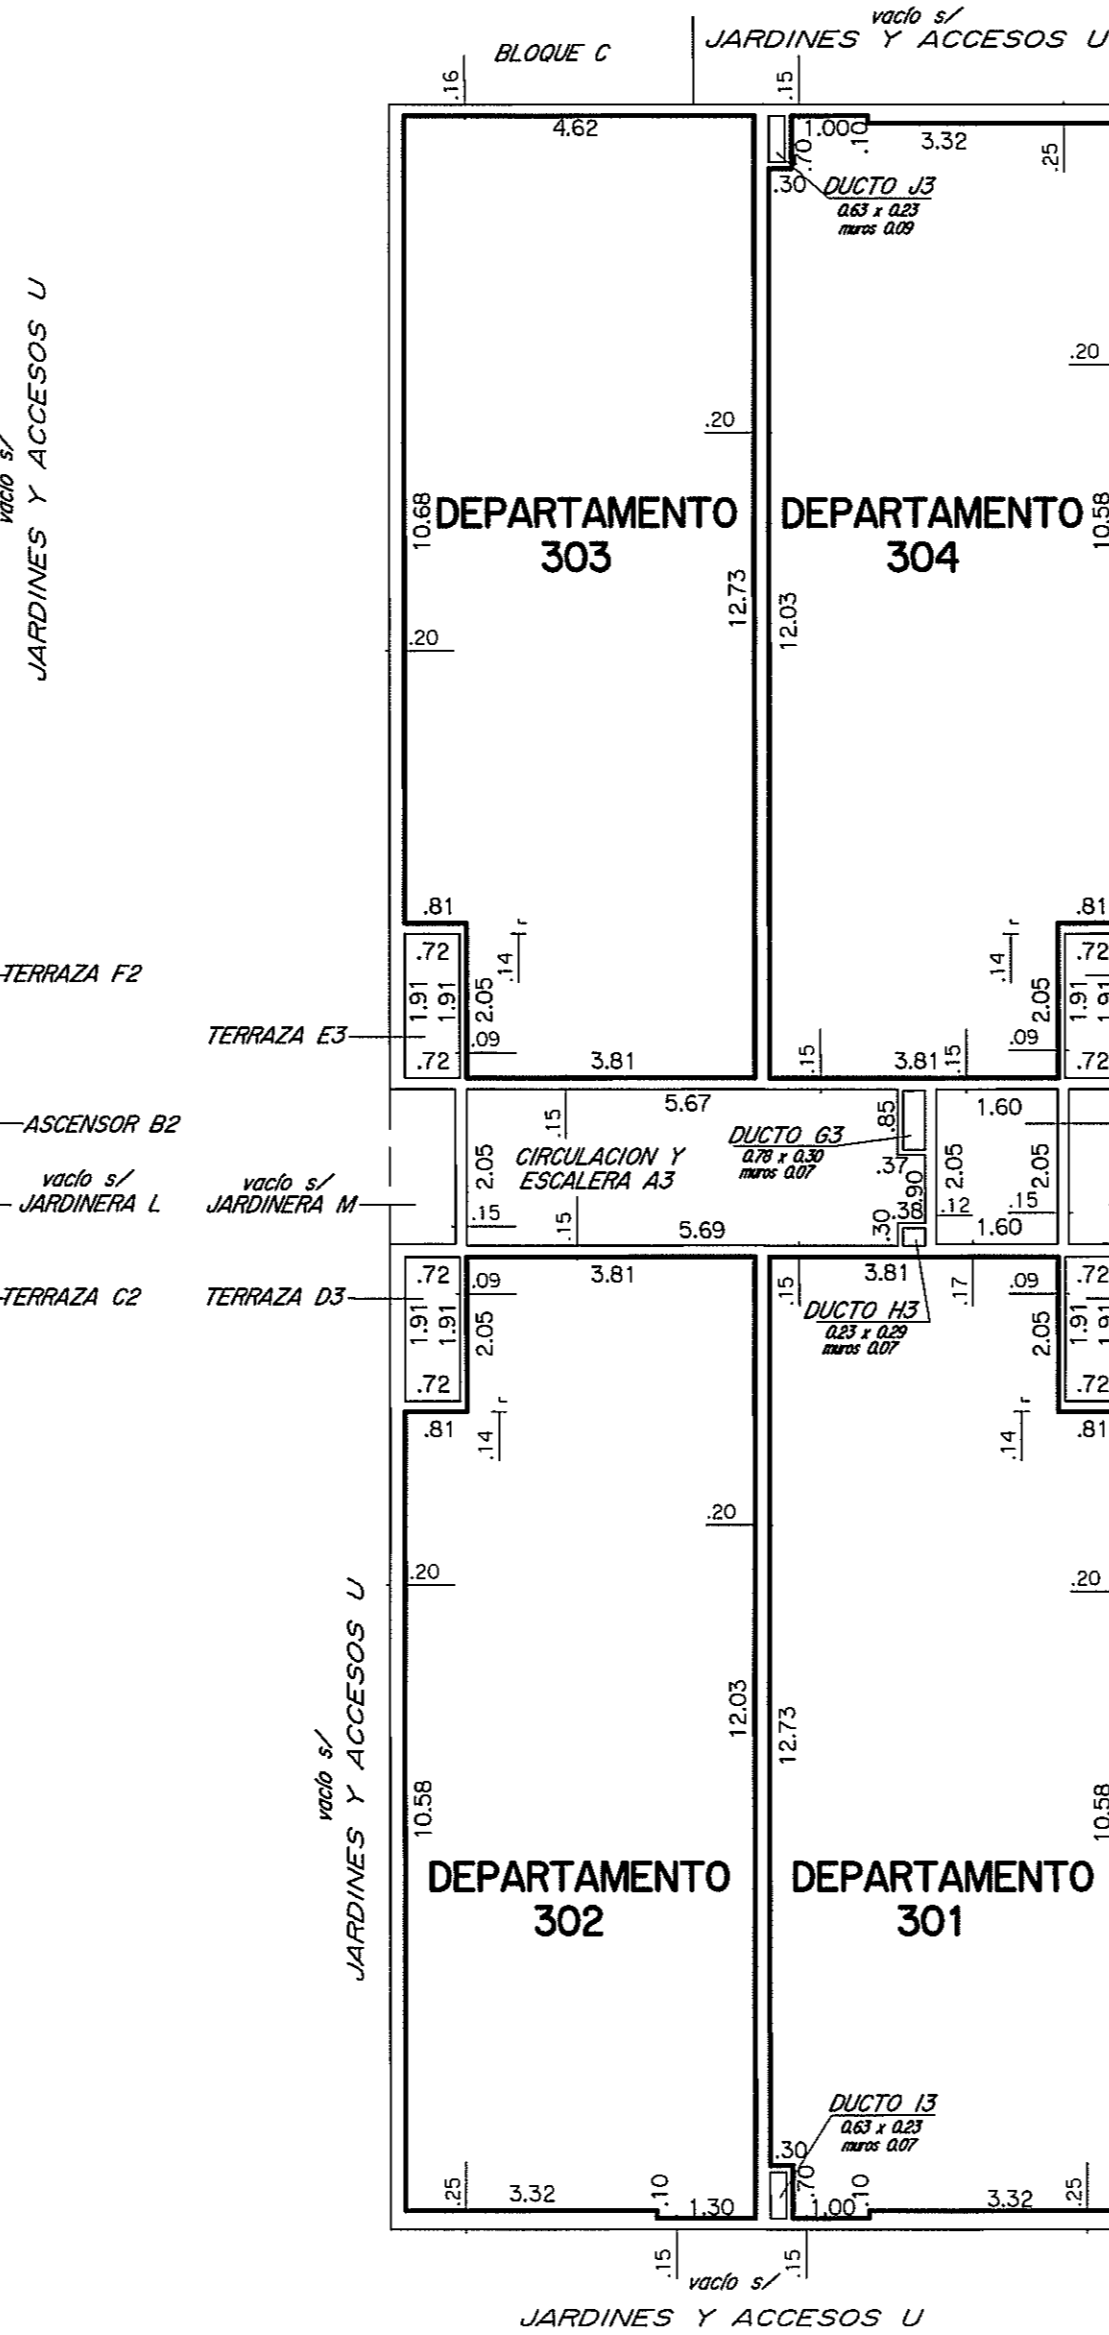 BLOQUE C
vacío s/
JARDINES Y ACCESOS U
.16
.15
4.62
1.00
.10
3.32
.70
.25
.30
DUCTO J3
0.63 x 0.23
muros 0.09
vacío s/
JARDINES Y ACCESOS U
.20
.20
10.68
DEPARTAMENTO
303
DEPARTAMENTO
304
10.58
12.73
12.03
.20
.81
.81
.72
r
.14
r
.14
.72
TERRAZA F2
1.91
1.91
2.05
2.05
1.91
1.91
TERRAZA E3
.09
.15
.15
.09
.72
3.81
3.81
.72
5.67
.85
1.60
ASCENSOR B2
.15
DUCTO G3
0.78 x 0.30
muros 0.07
CIRCULACION Y
ESCALERA A3
2.05
.37
2.05
2.05
vacío s/
JARDINERA L
vacío s/
JARDINERA M
.90
.15
.15
.30
.38
.12
.15
5.69
1.60
.72
.09
3.81
3.81
.09
.72
TERRAZA C2
TERRAZA D3
.15
.17
DUCTO H3
0.23 x 0.29
muros 0.07
1.91
1.91
2.05
2.05
1.91
1.91
.72
.72
.81
r
.14
r
.14
.81
.20
.20
.20
vacío s/
JARDINES Y ACCESOS U
12.03
12.73
10.58
10.58
DEPARTAMENTO
302
DEPARTAMENTO
301
DUCTO I3
0.63 x 0.23
muros 0.07
.30
.70
.25
3.32
.10
1.30
1.00
.10
3.32
.25
.15
.15
vacío s/
JARDINES Y ACCESOS U